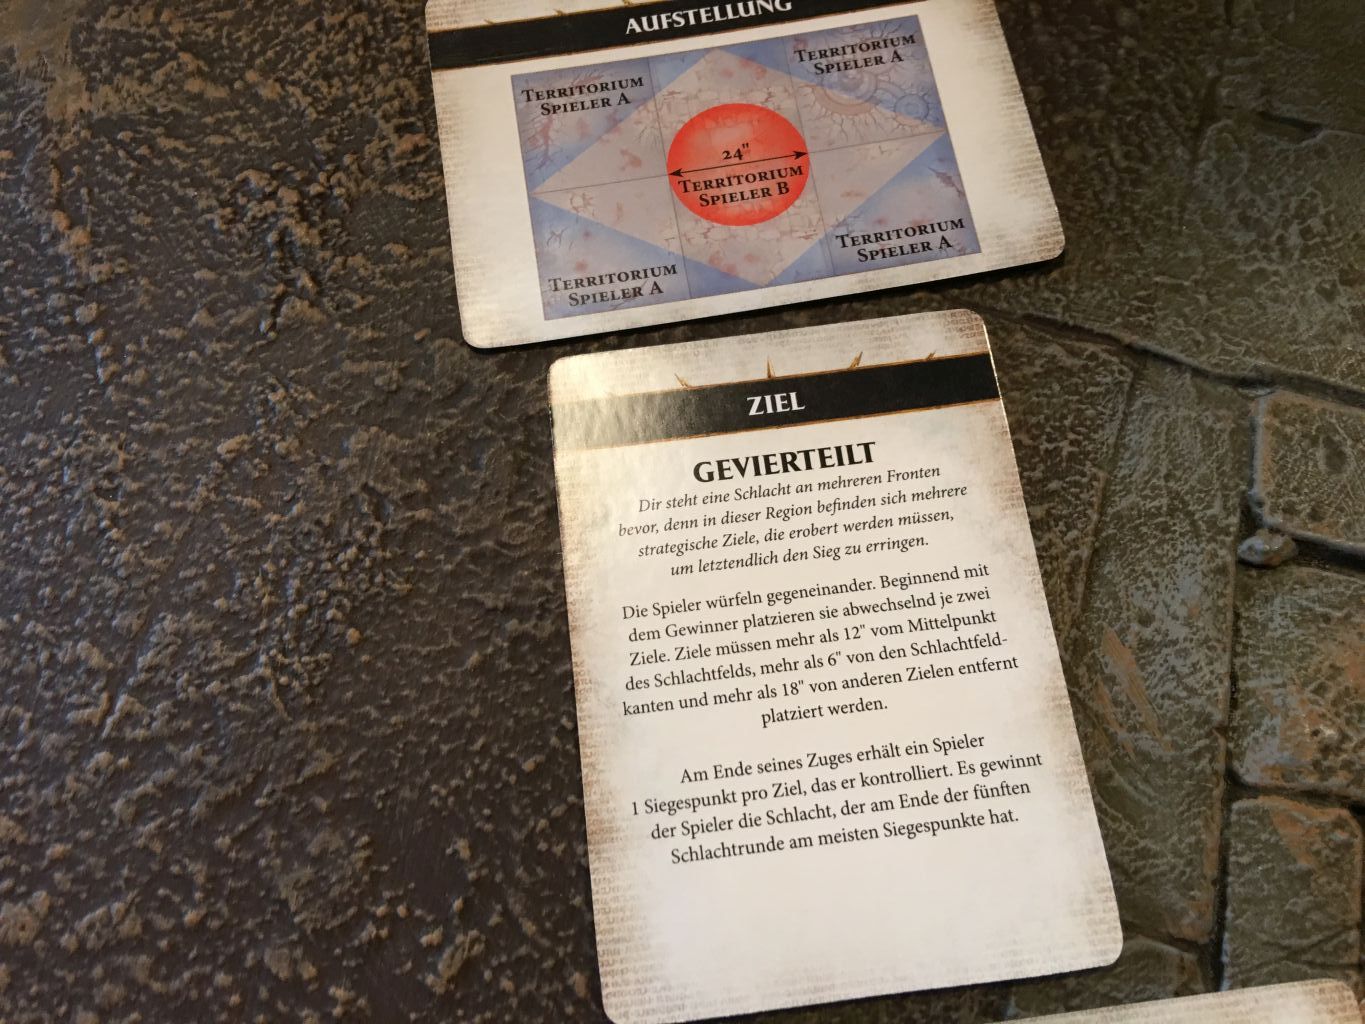 AUFSTELLUNG
TERRITORIUM
SPIELER A
TERRITORIUM
SPIELER A
24"
TERRITORIUM
SPIELER B
TERRITORIUM
SPIELER A
TERRITORIUM
SPIELER A
ZIEL
GEVIERTEILT
Dir steht eine Schlacht an mehreren Fronten
bevor, denn in dieser Region befinden sich mehrere
strategische Ziele, die erobert werden müssen,
um letztendlich den Sieg zu erringen.
Die Spieler würfeln gegeneinander. Beginnend mit
dem Gewinner platzieren sie abwechselnd je zwei
Ziele. Ziele müssen mehr als 12" vom Mittelpunkt
des Schlachtfelds, mehr als 6" von den Schlachtfeld-
kanten und mehr als 18" von anderen Zielen entfernt
platziert werden.
Am Ende seines Zuges erhält ein Spieler
1 Siegespunkt pro Ziel, das er kontrolliert. Es gewinnt
der Spieler die Schlacht, der am Ende der fünften
Schlachtrunde am meisten Siegespunkte hat.